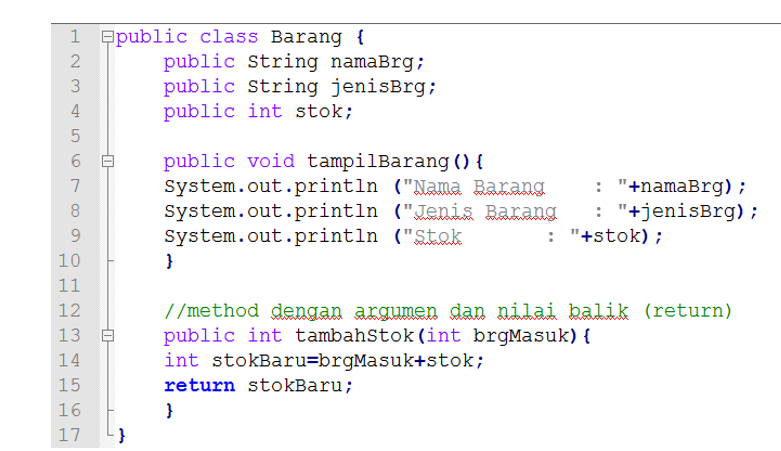 1 public class Barang {
2     public String namaBrg;
3     public String jenisBrg;
4     public int stok;
5
6     public void tampilBarang(){
7     System.out.println ("Nama Barang    : "+namaBrg);
8     System.out.println ("Jenis Barang   : "+jenisBrg);
9     System.out.println ("Stok       : "+stok);
10     }
11
12     //method dengan argumen dan nilai balik (return)
13     public int tambahStok(int brgMasuk){
14     int stokBaru=brgMasuk+stok;
15     return stokBaru;
16     }
17 }